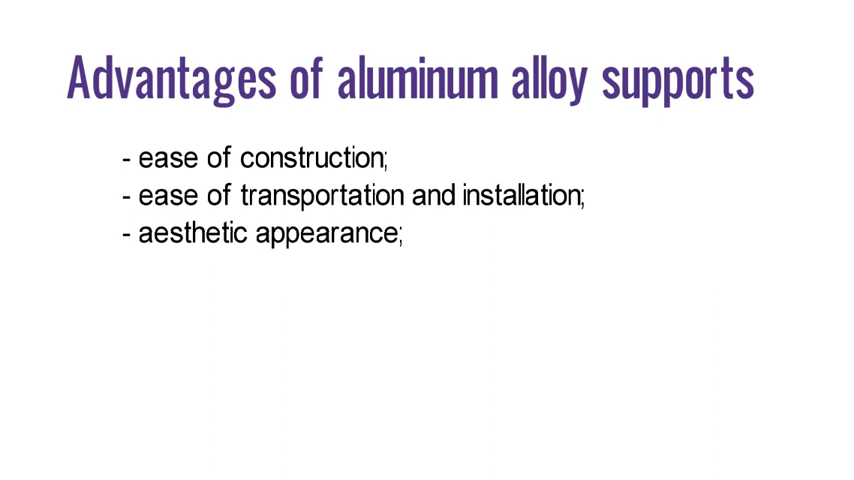 Advantages of aluminum alloy supports
- ease of construction;
- ease of transportation and installation;
- aesthetic appearance;